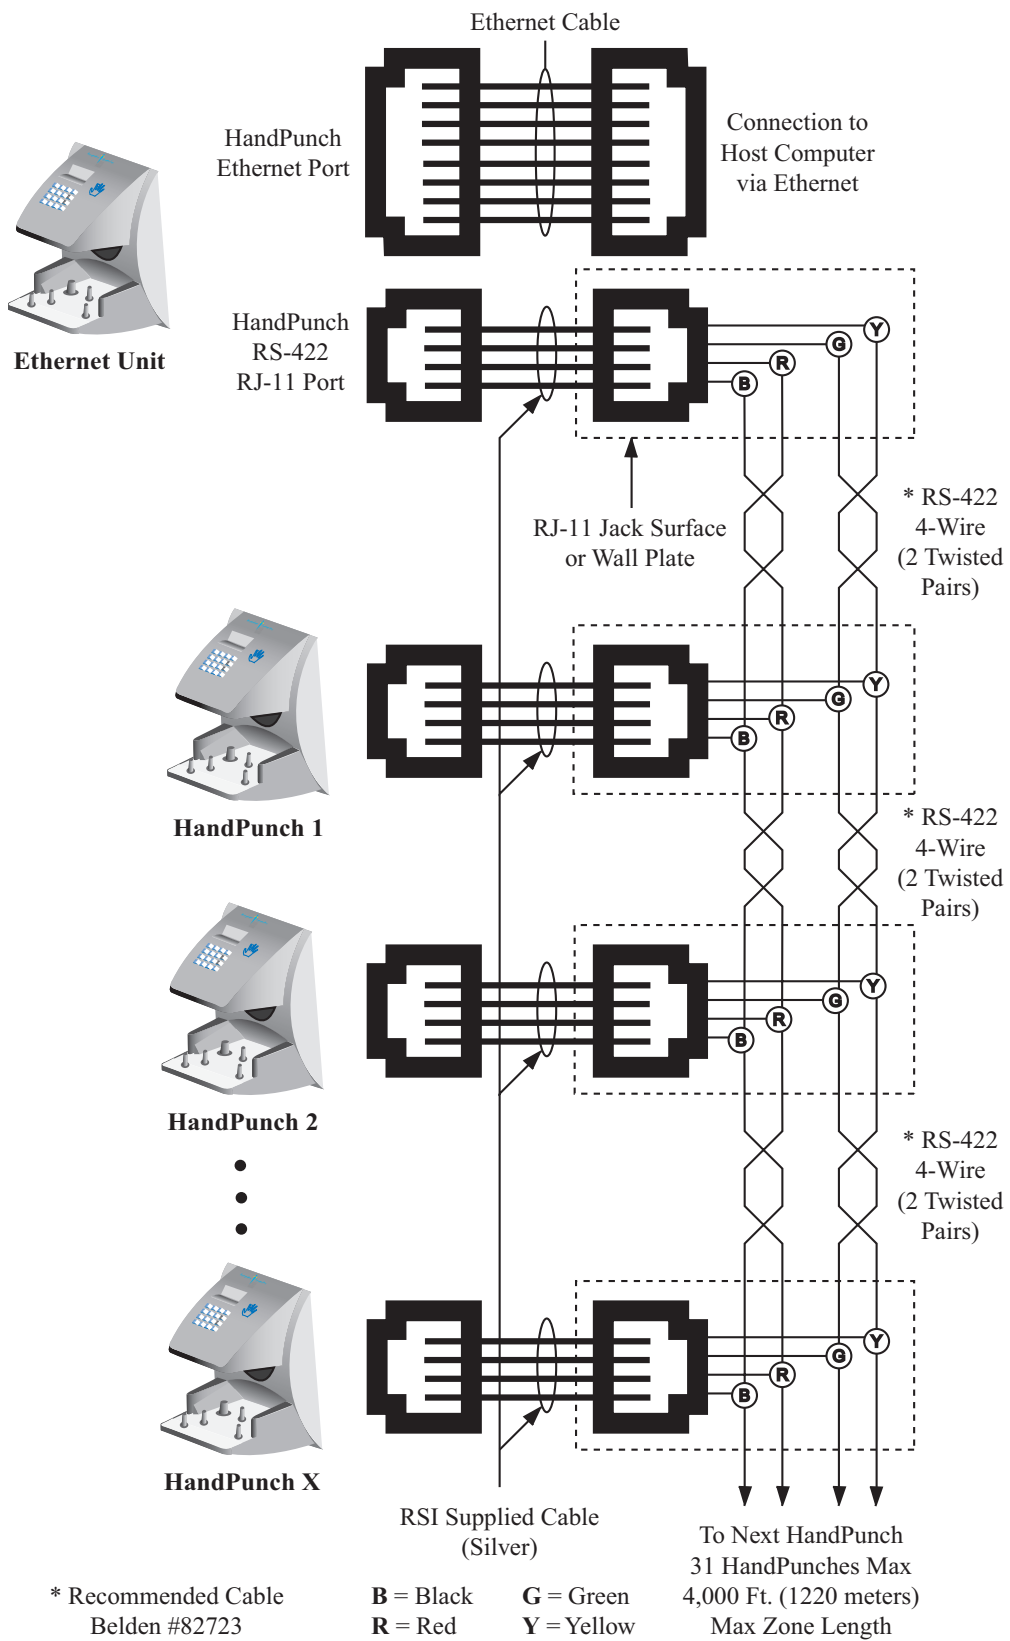 Ethernet Cable
HandPunch
Ethernet Port
Connection to
Host Computer
via Ethernet
Ethernet Unit
HandPunch
RS-422
RJ-11 Port
Y
G
R
B
RJ-11 Jack Surface
or Wall Plate
* RS-422
4-Wire
(2 Twisted
Pairs)
Y
G
R
B
HandPunch 1
* RS-422
4-Wire
(2 Twisted
Pairs)
Y
G
R
B
HandPunch 2
* RS-422
4-Wire
(2 Twisted
Pairs)
Y
G
R
B
HandPunch X
RSI Supplied Cable
(Silver)
To Next HandPunch
31 HandPunches Max
4,000 Ft. (1220 meters)
Max Zone Length
* Recommended Cable
Belden #82723
B = Black
R = Red
G = Green
Y = Yellow